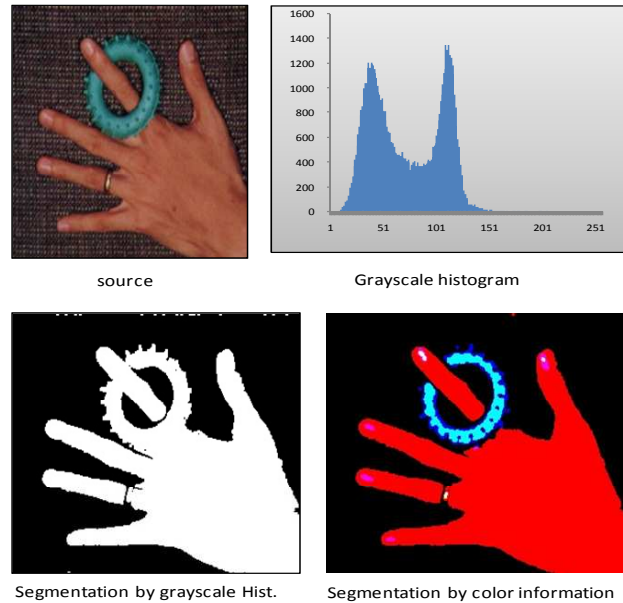 1600
1400
1200
1000
800
600
400
200
0
1 51 101 151 201 251
source
Grayscale histogram
Segmentation by grayscale Hist.
Segmentation by color information